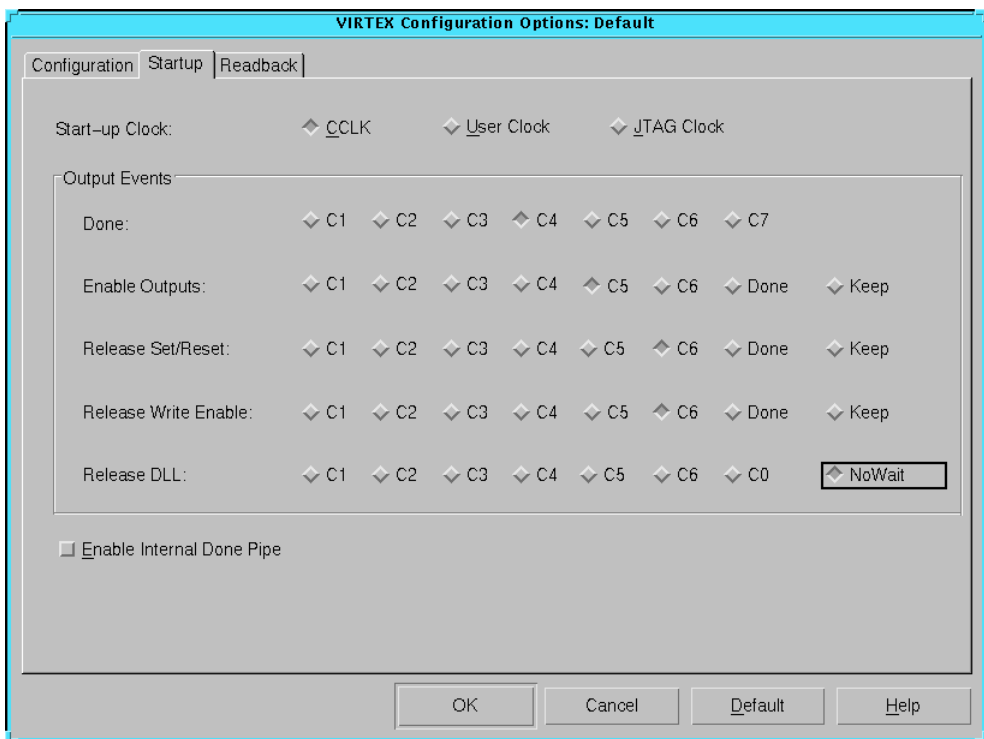 VIRTEX Configuration Options: Default
Configuration Startup Readback
Start-up Clock: CCLK User Clock JTAG Clock
Output Events
Done: C1 C2 C3 C4 C5 C6 C7
Enable Outputs: C1 C2 C3 C4 C5 C6 Done Keep
Release Set/Reset: C1 C2 C3 C4 C5 C6 Done Keep
Release Write Enable: C1 C2 C3 C4 C5 C6 Done Keep
Release DLL: C1 C2 C3 C4 C5 C6 C0 NoWait
Enable Internal Done Pipe
OK Cancel Default Help